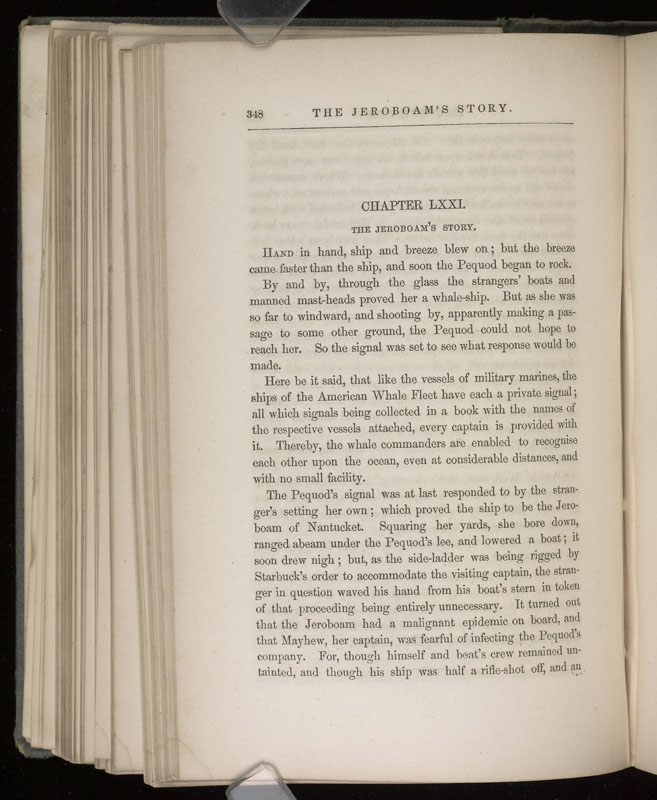 348 THE JEROBOAM'S STORY.
CHAPTER LXXI.
THE JEROBOAM'S STORY.
HAND in hand, ship and breeze blew on; but the breeze
came faster than the ship, and soon the Pequod began to rock.
By and by, through the glass the strangers' boats and
manned mast-heads proved her a whale-ship. But as she was
so far to windward, and shooting by, apparently making a pas-
sage to some other ground, the Pequod could not hope to
reach her. So the signal was set to see what response would be
made.
Here be it said, that like the vessels of military marines, the
ships of the American Whale Fleet have each a private signal;
all which signals being collected in a book with the names of
the respective vessels attached, every captain is provided with
it. Thereby, the whale commanders are enabled to recognise
each other upon the ocean, even at considerable distances, and
with no small facility.
The Pequod's signal was at last responded to by the stran-
ger's setting her own; which proved the ship to be the Jero-
boam of Nantucket. Squaring her yards, she bore down,
ranged abeam under the Pequod's lee, and lowered a boat; it
soon drew nigh; but, as the side-ladder was being rigged by
Starbuck's order to accommodate the visiting captain, the stran-
ger in question waved his hand from his boat's stern in token
of that proceeding being entirely unnecessary. It turned out
that the Jeroboam had a malignant epidemic on board, and
that Mayhew, her captain, was fearful of infecting the Pequod's
company. For, though himself and boat's crew remained un-
tainted, and though his ship was half a rifle-shot off, and an